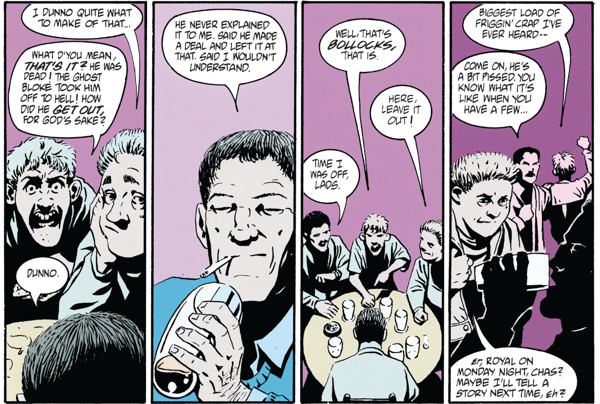 I DUNNO QUITE WHAT
TO MAKE OF THAT...
WHAT D'YOU MEAN,
THAT'S IT? HE WAS
DEAD! THE GHOST
BLOKE TOOK HIM
OFF TO HELL! HOW
DID HE GET OUT,
FOR GOD'S SAKE?
DUNNO.
HE NEVER EXPLAINED
IT TO ME. SAID HE MADE
A DEAL AND LEFT IT AT
THAT. SAID I WOULDN'T
UNDERSTAND.
WELL, THAT'S
BOLLOCKS,
THAT IS.
HERE,
LEAVE IT
OUT!
TIME I
WAS OFF,
LADS.
BIGGEST LOAD OF
FRIGGIN' CRAP I'VE
EVER HEARD--
COME ON, HE'S
A BIT PISSED. YOU
KNOW WHAT IT'S
LIKE WHEN YOU
HAVE A FEW...
ER, ROYAL ON
MONDAY NIGHT, CHAS?
MAYBE I'LL TELL A
STORY NEXT TIME, EH?